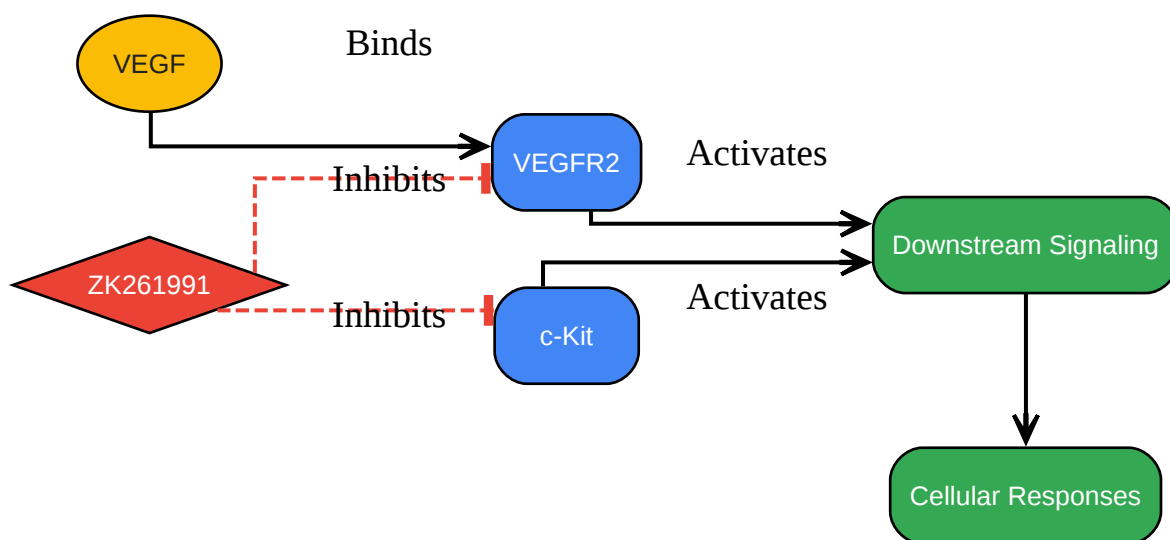 Binds
VEGF
VEGFR2
Activates
Inhibits
Downstream Signaling
ZK261991
Activates
Inhibits
c-Kit
Cellular Responses